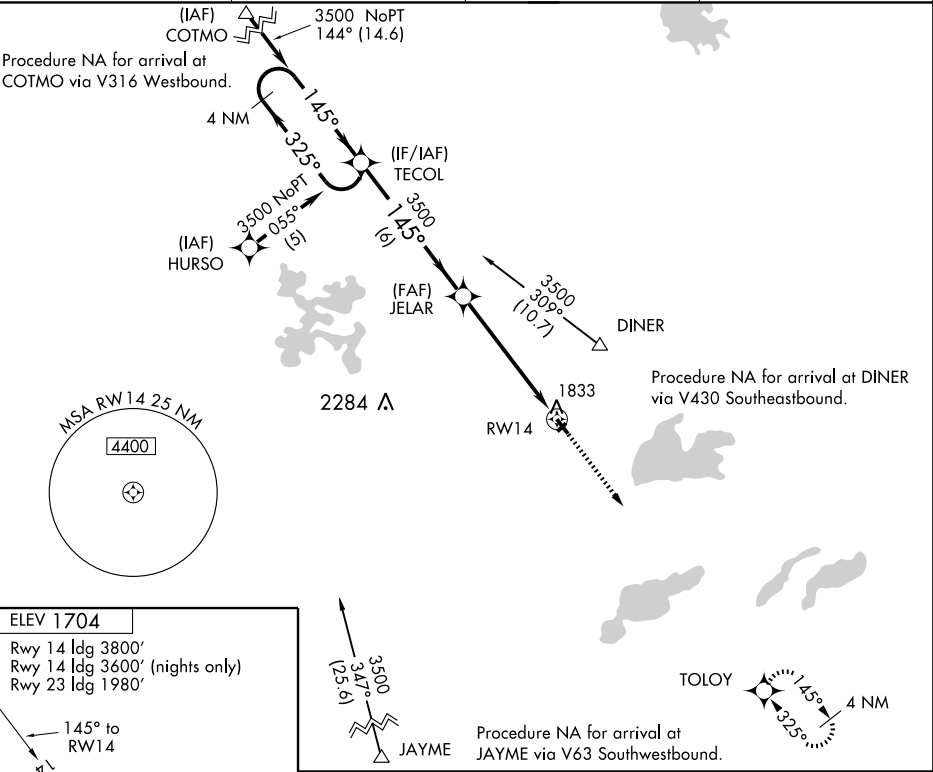 (IAF)
COTMO
3500 NoPT
144° (14.6)
Procedure NA for arrival at
COTMO via V316 Westbound.
4 NM
145°
325°
(IF/IAF)
TECOL
3500 NoPT
055°
(5)
(IAF)
HURSO
3500
145°
(6)
(FAF)
JELAR
3500
309°
(10.7)
DINER
Procedure NA for arrival at DINER
via V430 Southeastbound.
2284
1833
RW14
MSA RW14 25 NM
4400
ELEV 1704
Rwy 14 ldg 3800'
Rwy 14 ldg 3600' (nights only)
Rwy 23 ldg 1980'
145° to
RW14
14
3500
347°
(25.6)
JAYME
Procedure NA for arrival at
JAYME via V63 Southwestbound.
TOLOY
145°
325°
4 NM